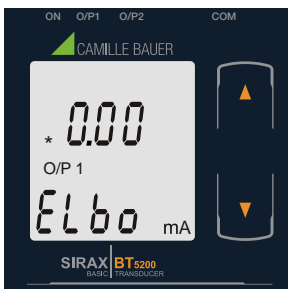 ON O/P1 O/P2 COM
CAMILLE BAUER
* 0.00
O/P 1
ELbo mA
SIRAX BT5200
BASIC TRANSDUCER